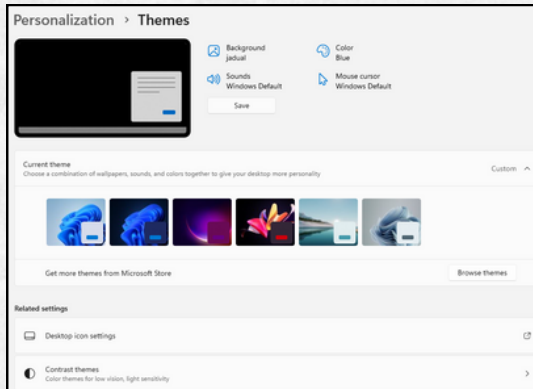 Personalization > Themes
Background
jadual
Color
Blue
Sounds
Windows Default
Mouse cursor
Windows Default
Save
Current theme
Choose a combination of wallpapers, sounds, and colors together to give your desktop more personality
Custom
Get more themes from Microsoft Store
Browse themes
Related settings
Desktop icon settings
Contrast themes
Color themes for low vision, light sensitivity